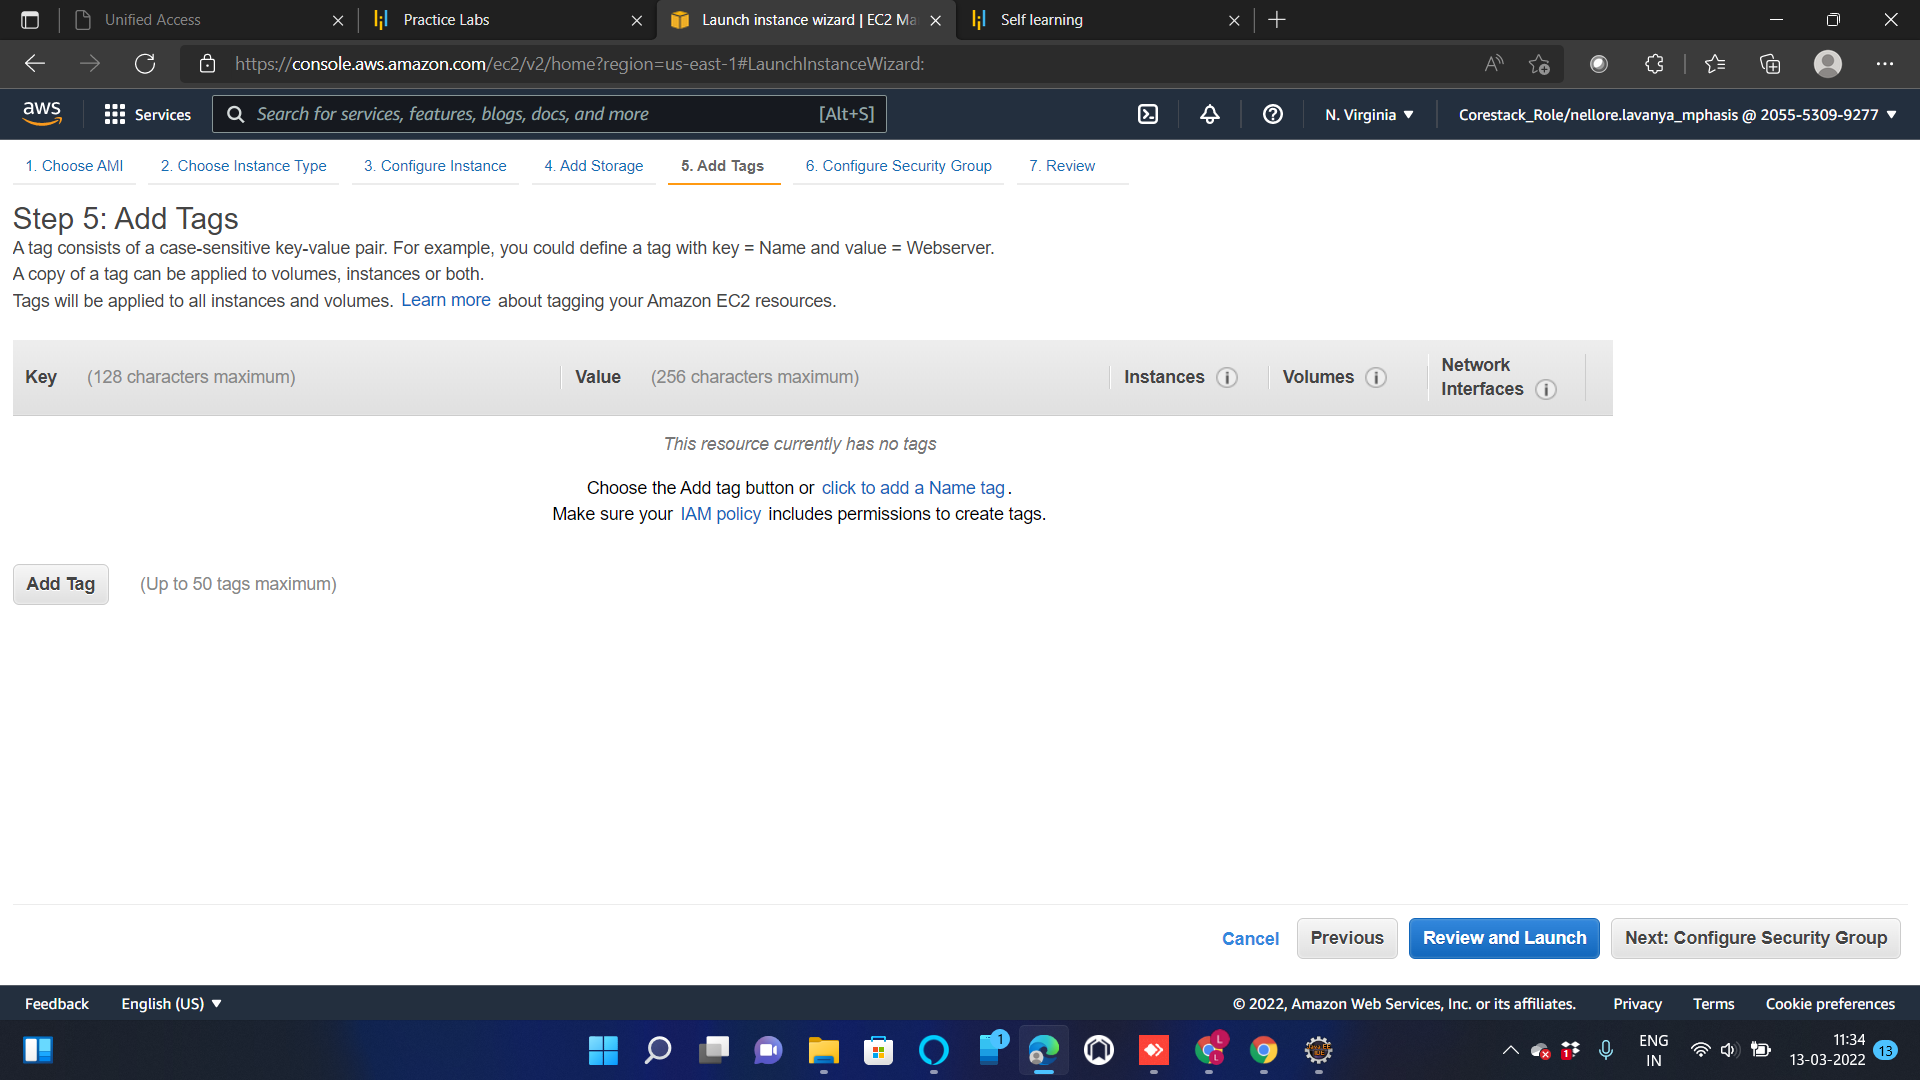 Unified Access
Practice Labs
Launch instance wizard | EC2 Ma
Self learning
https://console.aws.amazon.com/ec2/v2/home?region=us-east-1#LaunchInstanceWizard:
aws
Services
Search for services, features, blogs, docs, and more
[Alt+S]
N. Virginia
Corestack_Role/nellore.lavanya_mphasis @ 2055-5309-9277
1. Choose AMI
2. Choose Instance Type
3. Configure Instance
4. Add Storage
5. Add Tags
6. Configure Security Group
7. Review
Step 5: Add Tags
A tag consists of a case-sensitive key-value pair. For example, you could define a tag with key = Name and value = Webserver.
A copy of a tag can be applied to volumes, instances or both.
Tags will be applied to all instances and volumes. Learn more about tagging your Amazon EC2 resources.
Key (128 characters maximum)
Value (256 characters maximum)
Instances
Volumes
Network
Interfaces
This resource currently has no tags
Choose the Add tag button or click to add a Name tag.
Make sure your IAM policy includes permissions to create tags.
Add Tag
(Up to 50 tags maximum)
Cancel
Previous
Review and Launch
Next: Configure Security Group
Feedback
English (US)
© 2022, Amazon Web Services, Inc. or its affiliates.
Privacy
Terms
Cookie preferences
1
L
L
1
ENG
IN
11:34
13-03-2022
13